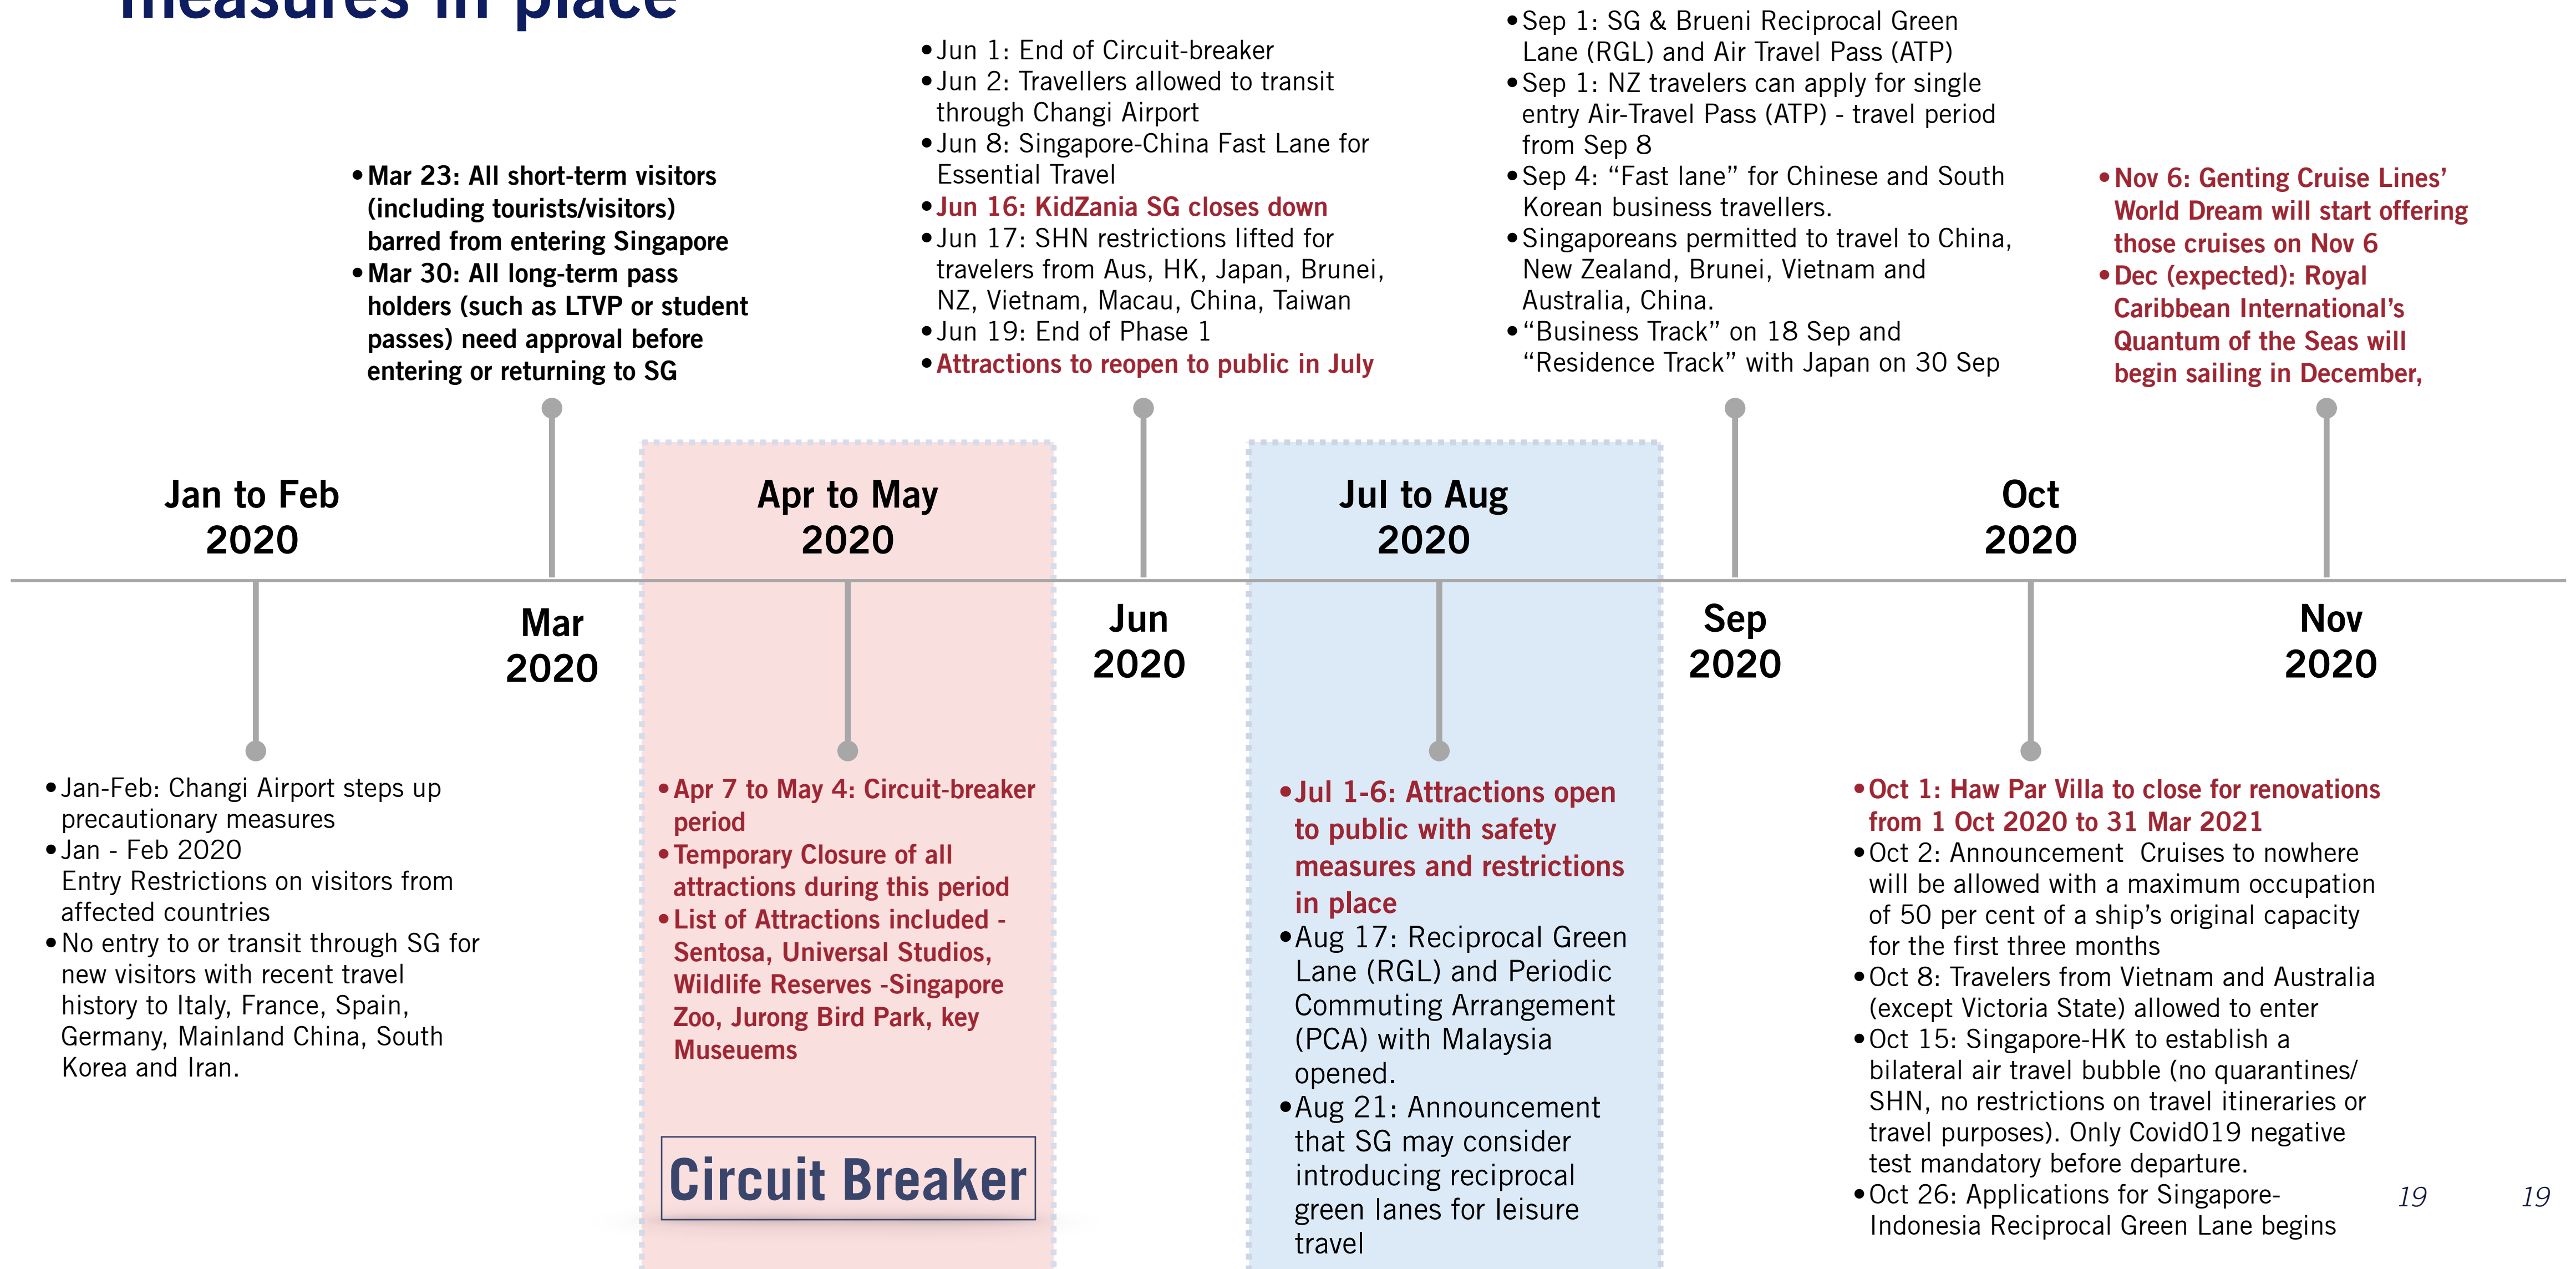 measures in place
• Mar 23: All short-term visitors
(including tourists/visitors)
barred from entering Singapore
• Mar 30: All long-term pass
holders (such as LTVP or student
passes) need approval before
entering or returning to SG
• Jun 1: End of Circuit-breaker
• Jun 2: Travellers allowed to transit
through Changi Airport
• Jun 8: Singapore-China Fast Lane for
Essential Travel
• Jun 16: KidZania SG closes down
• Jun 17: SHN restrictions lifted for
travelers from Aus, HK, Japan, Brunei,
NZ, Vietnam, Macau, China, Taiwan
• Jun 19: End of Phase 1
• Attractions to reopen to public in July
• Sep 1: SG & Brueni Reciprocal Green
Lane (RGL) and Air Travel Pass (ATP)
• Sep 1: NZ travelers can apply for single
entry Air-Travel Pass (ATP) - travel period
from Sep 8
• Sep 4: “Fast lane” for Chinese and South
Korean business travellers.
• Singaporeans permitted to travel to China,
New Zealand, Brunei, Vietnam and
Australia, China.
• “Business Track” on 18 Sep and
“Residence Track” with Japan on 30 Sep
• Nov 6: Genting Cruise Lines’
World Dream will start offering
those cruises on Nov 6
• Dec (expected): Royal
Caribbean International’s
Quantum of the Seas will
begin sailing in December,
Jan to Feb
2020
Mar
2020
Apr to May
2020
Jun
2020
Jul to Aug
2020
Sep
2020
Oct
2020
Nov
2020
• Jan-Feb: Changi Airport steps up
precautionary measures
• Jan - Feb 2020
Entry Restrictions on visitors from
affected countries
• No entry to or transit through SG for
new visitors with recent travel
history to Italy, France, Spain,
Germany, Mainland China, South
Korea and Iran.
• Apr 7 to May 4: Circuit-breaker
period
• Temporary Closure of all
attractions during this period
• List of Attractions included -
Sentosa, Universal Studios,
Wildlife Reserves -Singapore
Zoo, Jurong Bird Park, key
Museuems
Circuit Breaker
• Jul 1-6: Attractions open
to public with safety
measures and restrictions
in place
• Aug 17: Reciprocal Green
Lane (RGL) and Periodic
Commuting Arrangement
(PCA) with Malaysia
opened.
• Aug 21: Announcement
that SG may consider
introducing reciprocal
green lanes for leisure
travel
• Oct 1: Haw Par Villa to close for renovations
from 1 Oct 2020 to 31 Mar 2021
• Oct 2: Announcement  Cruises to nowhere
will be allowed with a maximum occupation
of 50 per cent of a ship’s original capacity
for the first three months
• Oct 8: Travelers from Vietnam and Australia
(except Victoria State) allowed to enter
• Oct 15: Singapore-HK to establish a
bilateral air travel bubble (no quarantines/
SHN, no restrictions on travel itineraries or
travel purposes). Only Covid019 negative
test mandatory before departure.
• Oct 26: Applications for Singapore-
Indonesia Reciprocal Green Lane begins
19
19